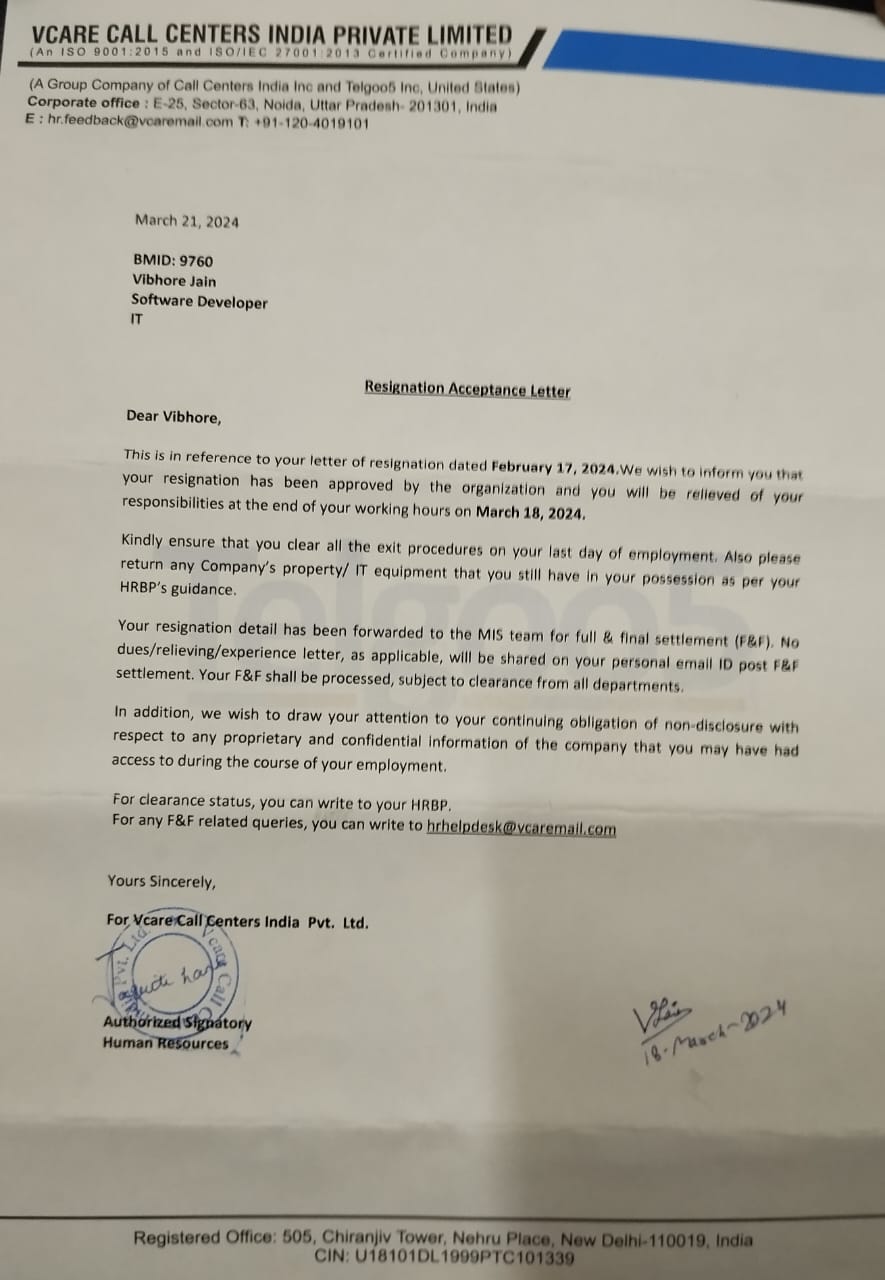 VCARE CALL CENTERS INDIA PRIVATE LIMITED
(An ISO 9001:2015 and ISO/IEC 27001:2013 Certified Company)
(A Group Company of Call Centers India Inc and Telgoo5 Inc, United States)
Corporate office : E-25, Sector-63, Noida, Uttar Pradesh- 201301, India
E : hr.feedback@vcaremail.com T: +91-120-4019101
March 21, 2024
BMID: 9760
Vibhore Jain
Software Developer
IT
Resignation Acceptance Letter
Dear Vibhore,
This is in reference to your letter of resignation dated February 17, 2024.We wish to inform you that
your resignation has been approved by the organization and you will be relieved of your
responsibilities at the end of your working hours on March 18, 2024.
Kindly ensure that you clear all the exit procedures on your last day of employment. Also please
return any Company's property/ IT equipment that you still have in your possession as per your
HRBP's guidance.
Your resignation detail has been forwarded to the MIS team for full & final settlement (F&F). No
dues/relieving/experience letter, as applicable, will be shared on your personal email ID post F&F
settlement. Your F&F shall be processed, subject to clearance from all departments.
In addition, we wish to draw your attention to your continuing obligation of non-disclosure with
respect to any proprietary and confidential information of the company that you may have had
access to during the course of your employment.
For clearance status, you can write to your HRBP.
For any F&F related queries, you can write to hrhelpdesk@vcaremail.com
Yours Sincerely,
For Vcare Call Centers India Pvt. Ltd.
Vcare Call
Pvt. Ltd.
Authorized Signatory
Human Resources
VJain
18-March-2024
Registered Office: 505, Chiranjiv Tower, Nehru Place, New Delhi-110019, India
CIN: U18101DL1999PTC101339